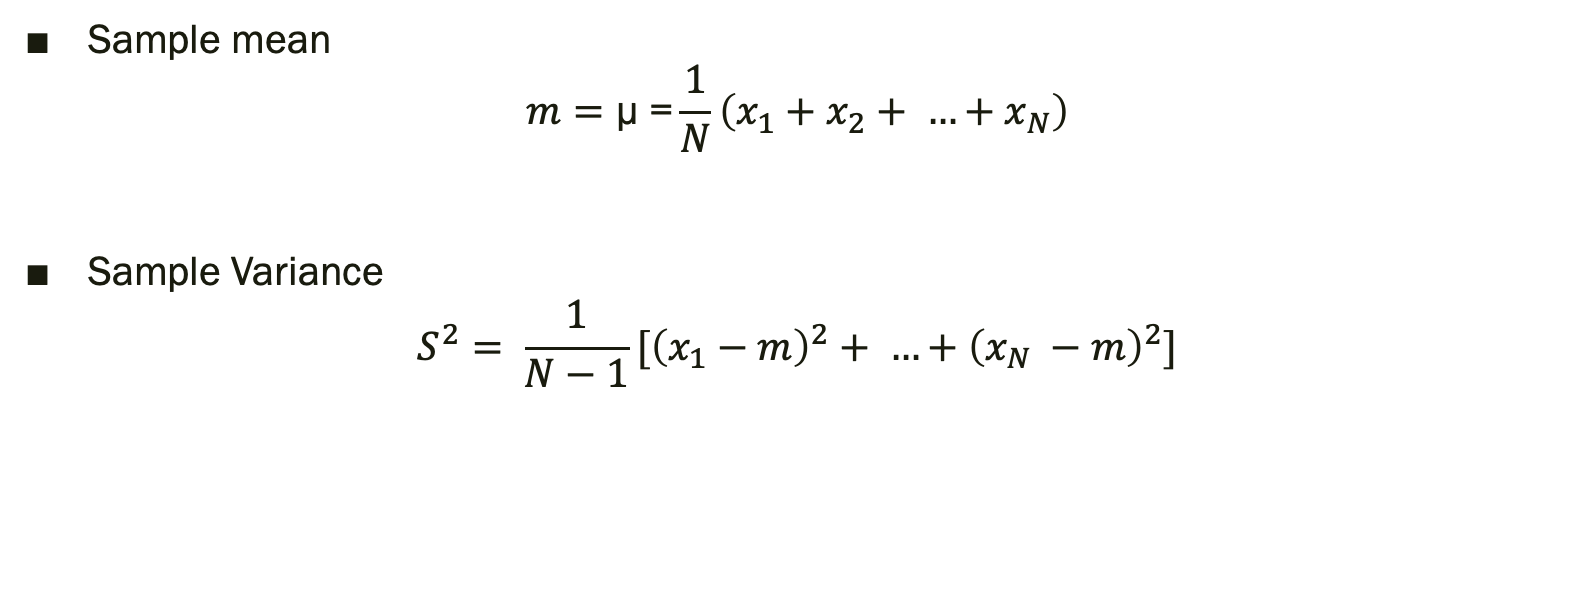 ■ Sample mean
m = μ = 1/N (x₁ + x₂ + … + x_N)
■ Sample Variance
S² = 1/(N − 1) [(x₁ − m)² + … + (x_N − m)²]